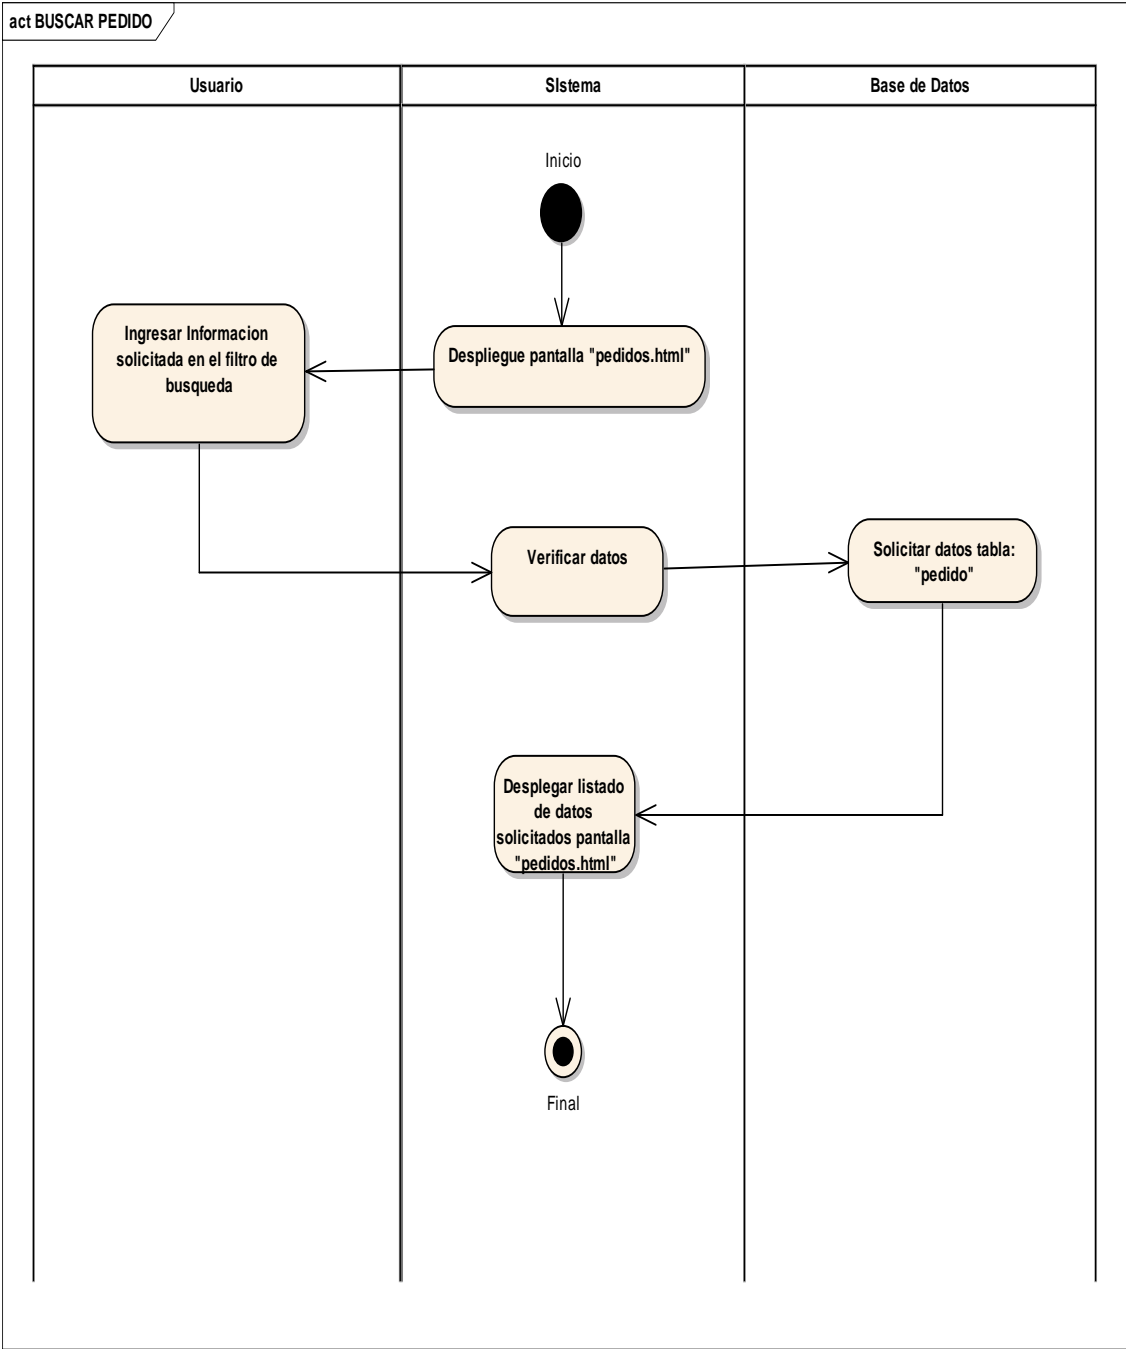 act BUSCAR PEDIDO
Usuario
SIstema
Base de Datos
Inicio
Ingresar Informacion
solicitada en el filtro de
busqueda
Despliegue pantalla "pedidos.html"
Verificar datos
Solicitar datos tabla:
"pedido"
Desplegar listado
de datos
solicitados pantalla
"pedidos.html"
Final